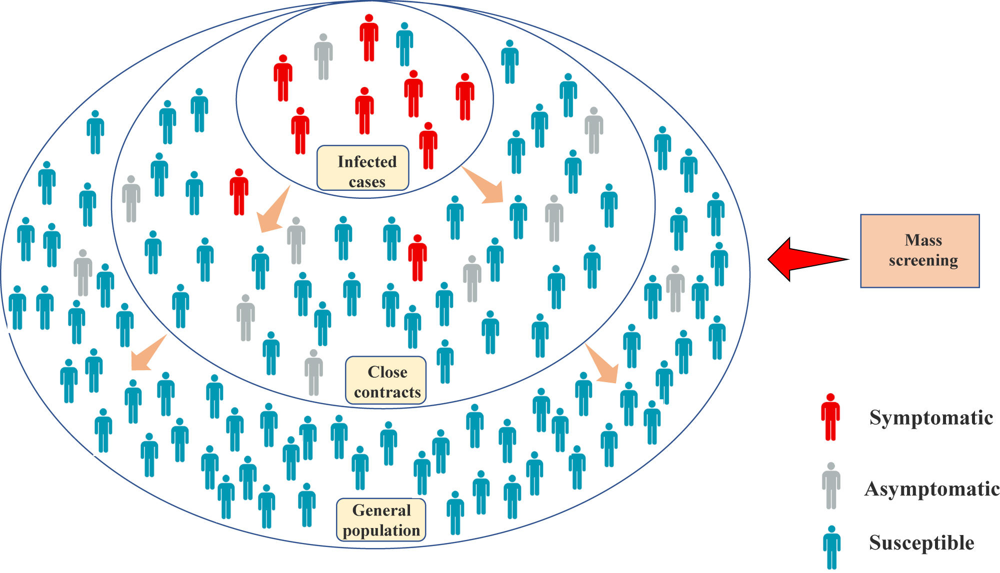 Infected
cases
Close
contracts
General
population
Mass
screening
Symptomatic
Asymptomatic
Susceptible